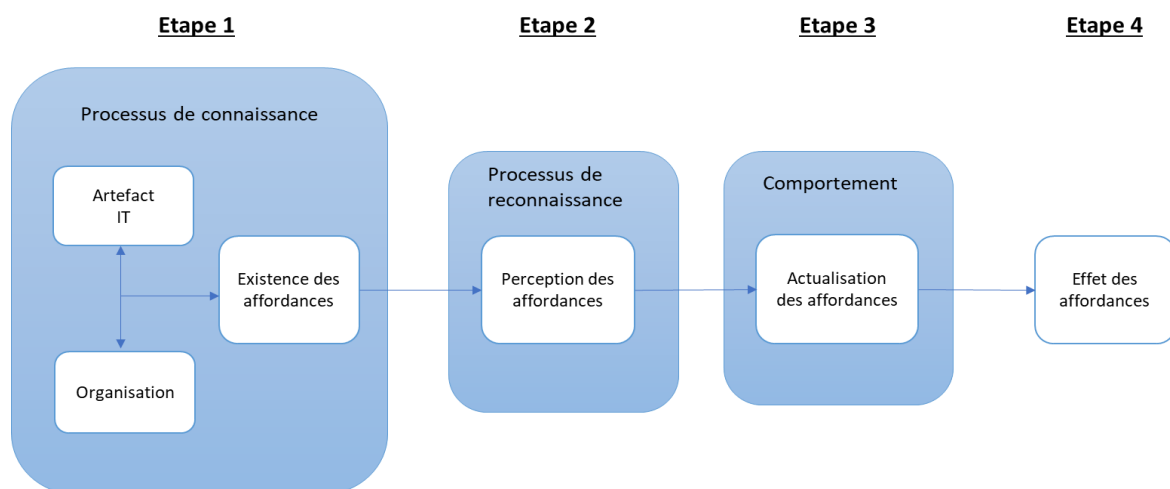 Etape 1
Etape 2
Etape 3
Etape 4
Processus de connaissance
Artefact
IT
Organisation
Existence des
affordances
Processus de
reconnaissance
Perception des
affordances
Comportement
Actualisation
des affordances
Effet des
affordances